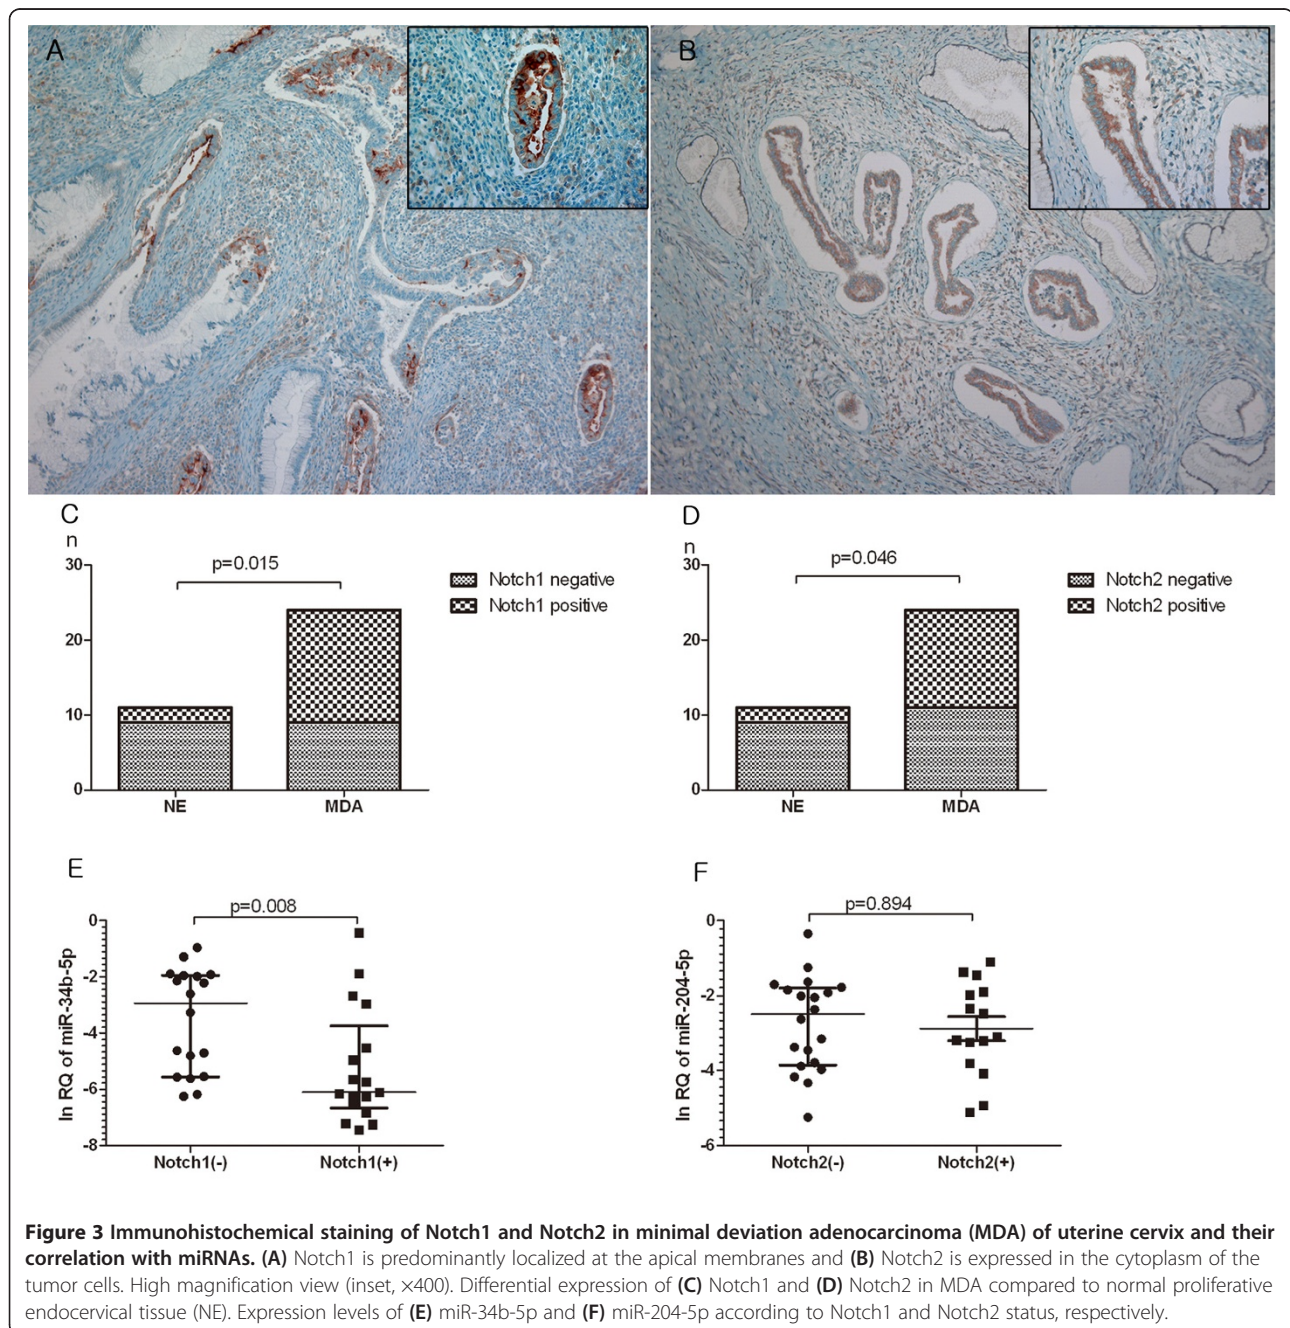 A
B
C
n
30
20
10
0
p=0.015
NE
MDA
Notch1 negative
Notch1 positive
D
n
30
20
10
0
p=0.046
NE
MDA
Notch2 negative
Notch2 positive
E
ln RQ of miR-34b-5p
0
-2
-4
-6
-8
p=0.008
Notch1(-)
Notch1(+)
F
ln RQ of miR-204-5p
0
-2
-4
-6
p=0.894
Notch2(-)
Notch2(+)
Figure 3 Immunohistochemical staining of Notch1 and Notch2 in minimal deviation adenocarcinoma (MDA) of uterine cervix and their
correlation with miRNAs. (A) Notch1 is predominantly localized at the apical membranes and (B) Notch2 is expressed in the cytoplasm of the
tumor cells. High magnification view (inset, ×400). Differential expression of (C) Notch1 and (D) Notch2 in MDA compared to normal proliferative
endocervical tissue (NE). Expression levels of (E) miR-34b-5p and (F) miR-204-5p according to Notch1 and Notch2 status, respectively.